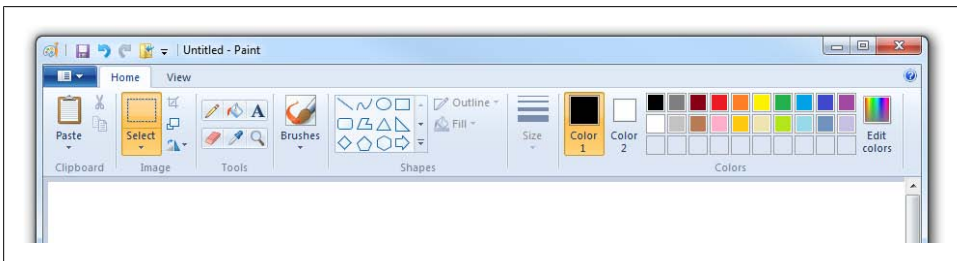 Untitled - Paint
Home View
Paste
Select
A
Brushes
Outline
Fill
Size
Color 1
Color 2
Edit colors
Clipboard Image Tools Shapes Colors